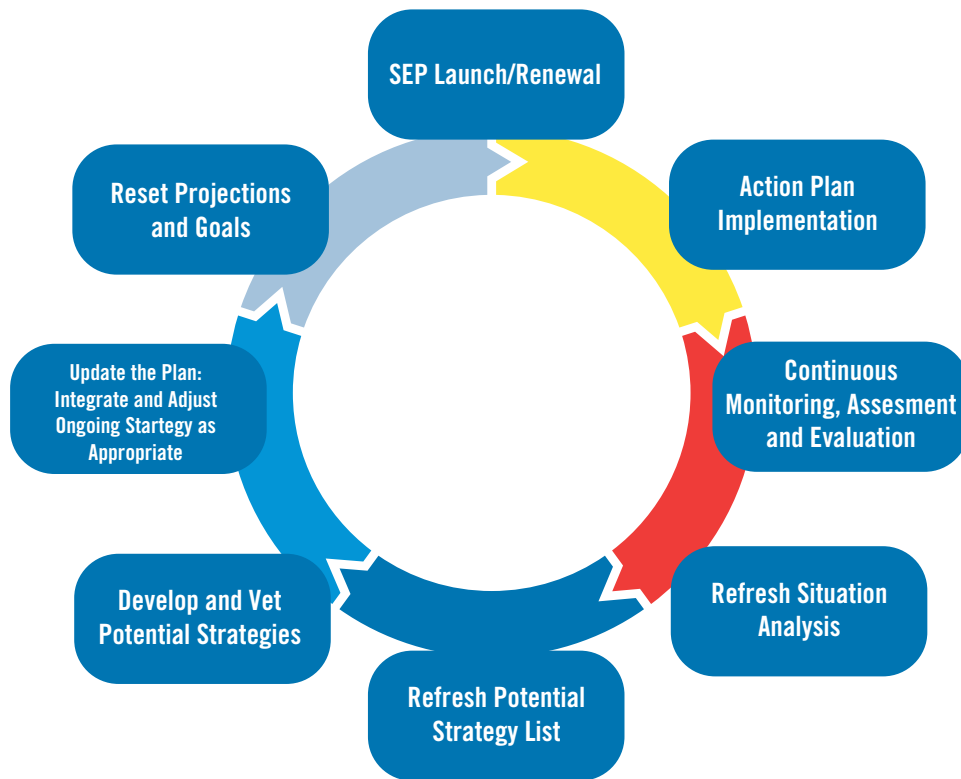 SEP Launch/Renewal
Action Plan
Implementation
Continuous
Monitoring, Assesment
and Evaluation
Refresh Situation
Analysis
Refresh Potential
Strategy List
Develop and Vet
Potential Strategies
Update the Plan:
Integrate and Adjust
Ongoing Startegy as
Appropriate
Reset Projections
and Goals